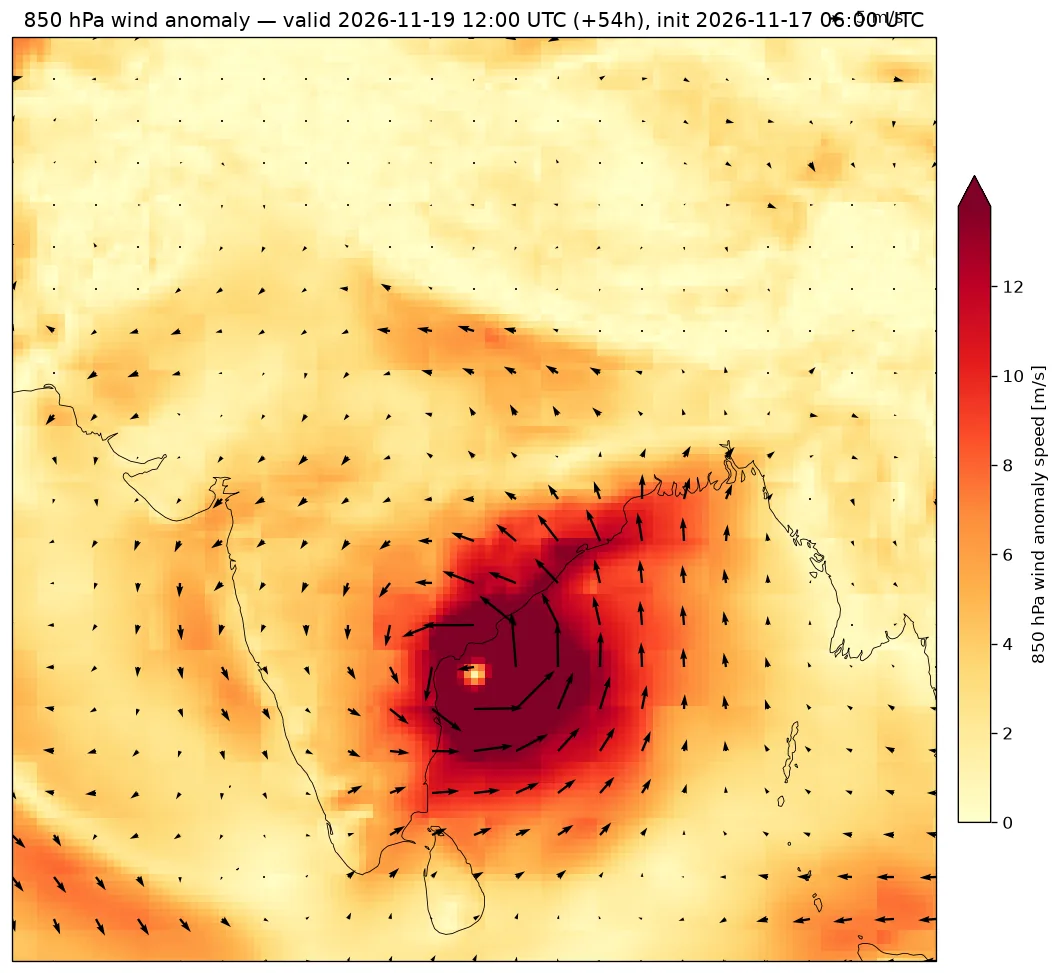 850 hPa wind anomaly — valid 2026-11-19 12:00 UTC (+54h), init 2026-11-17 06:00 UTC
5 m/s
12
10
8
6
4
2
0
850 hPa wind anomaly speed [m/s]